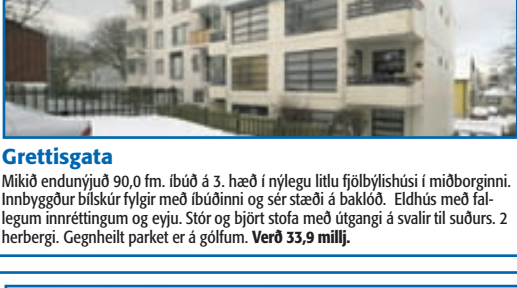 Grettisgata
Mikið endunýjuð 90,0 fm. íbúð á 3. hæð í nýlegu litlu fjölbýlishúsi í miðborginni.
Innbyggður bílskúr fylgir með íbúðinni og sér stæði á baklóð. Eldhús með fal-
legum innréttingum og eyju. Stór og björt stofa með útgangi á svalir til suðurs. 2
herbergi. Gegnheilt parket er á gólfum. Verð 33,9 millj.